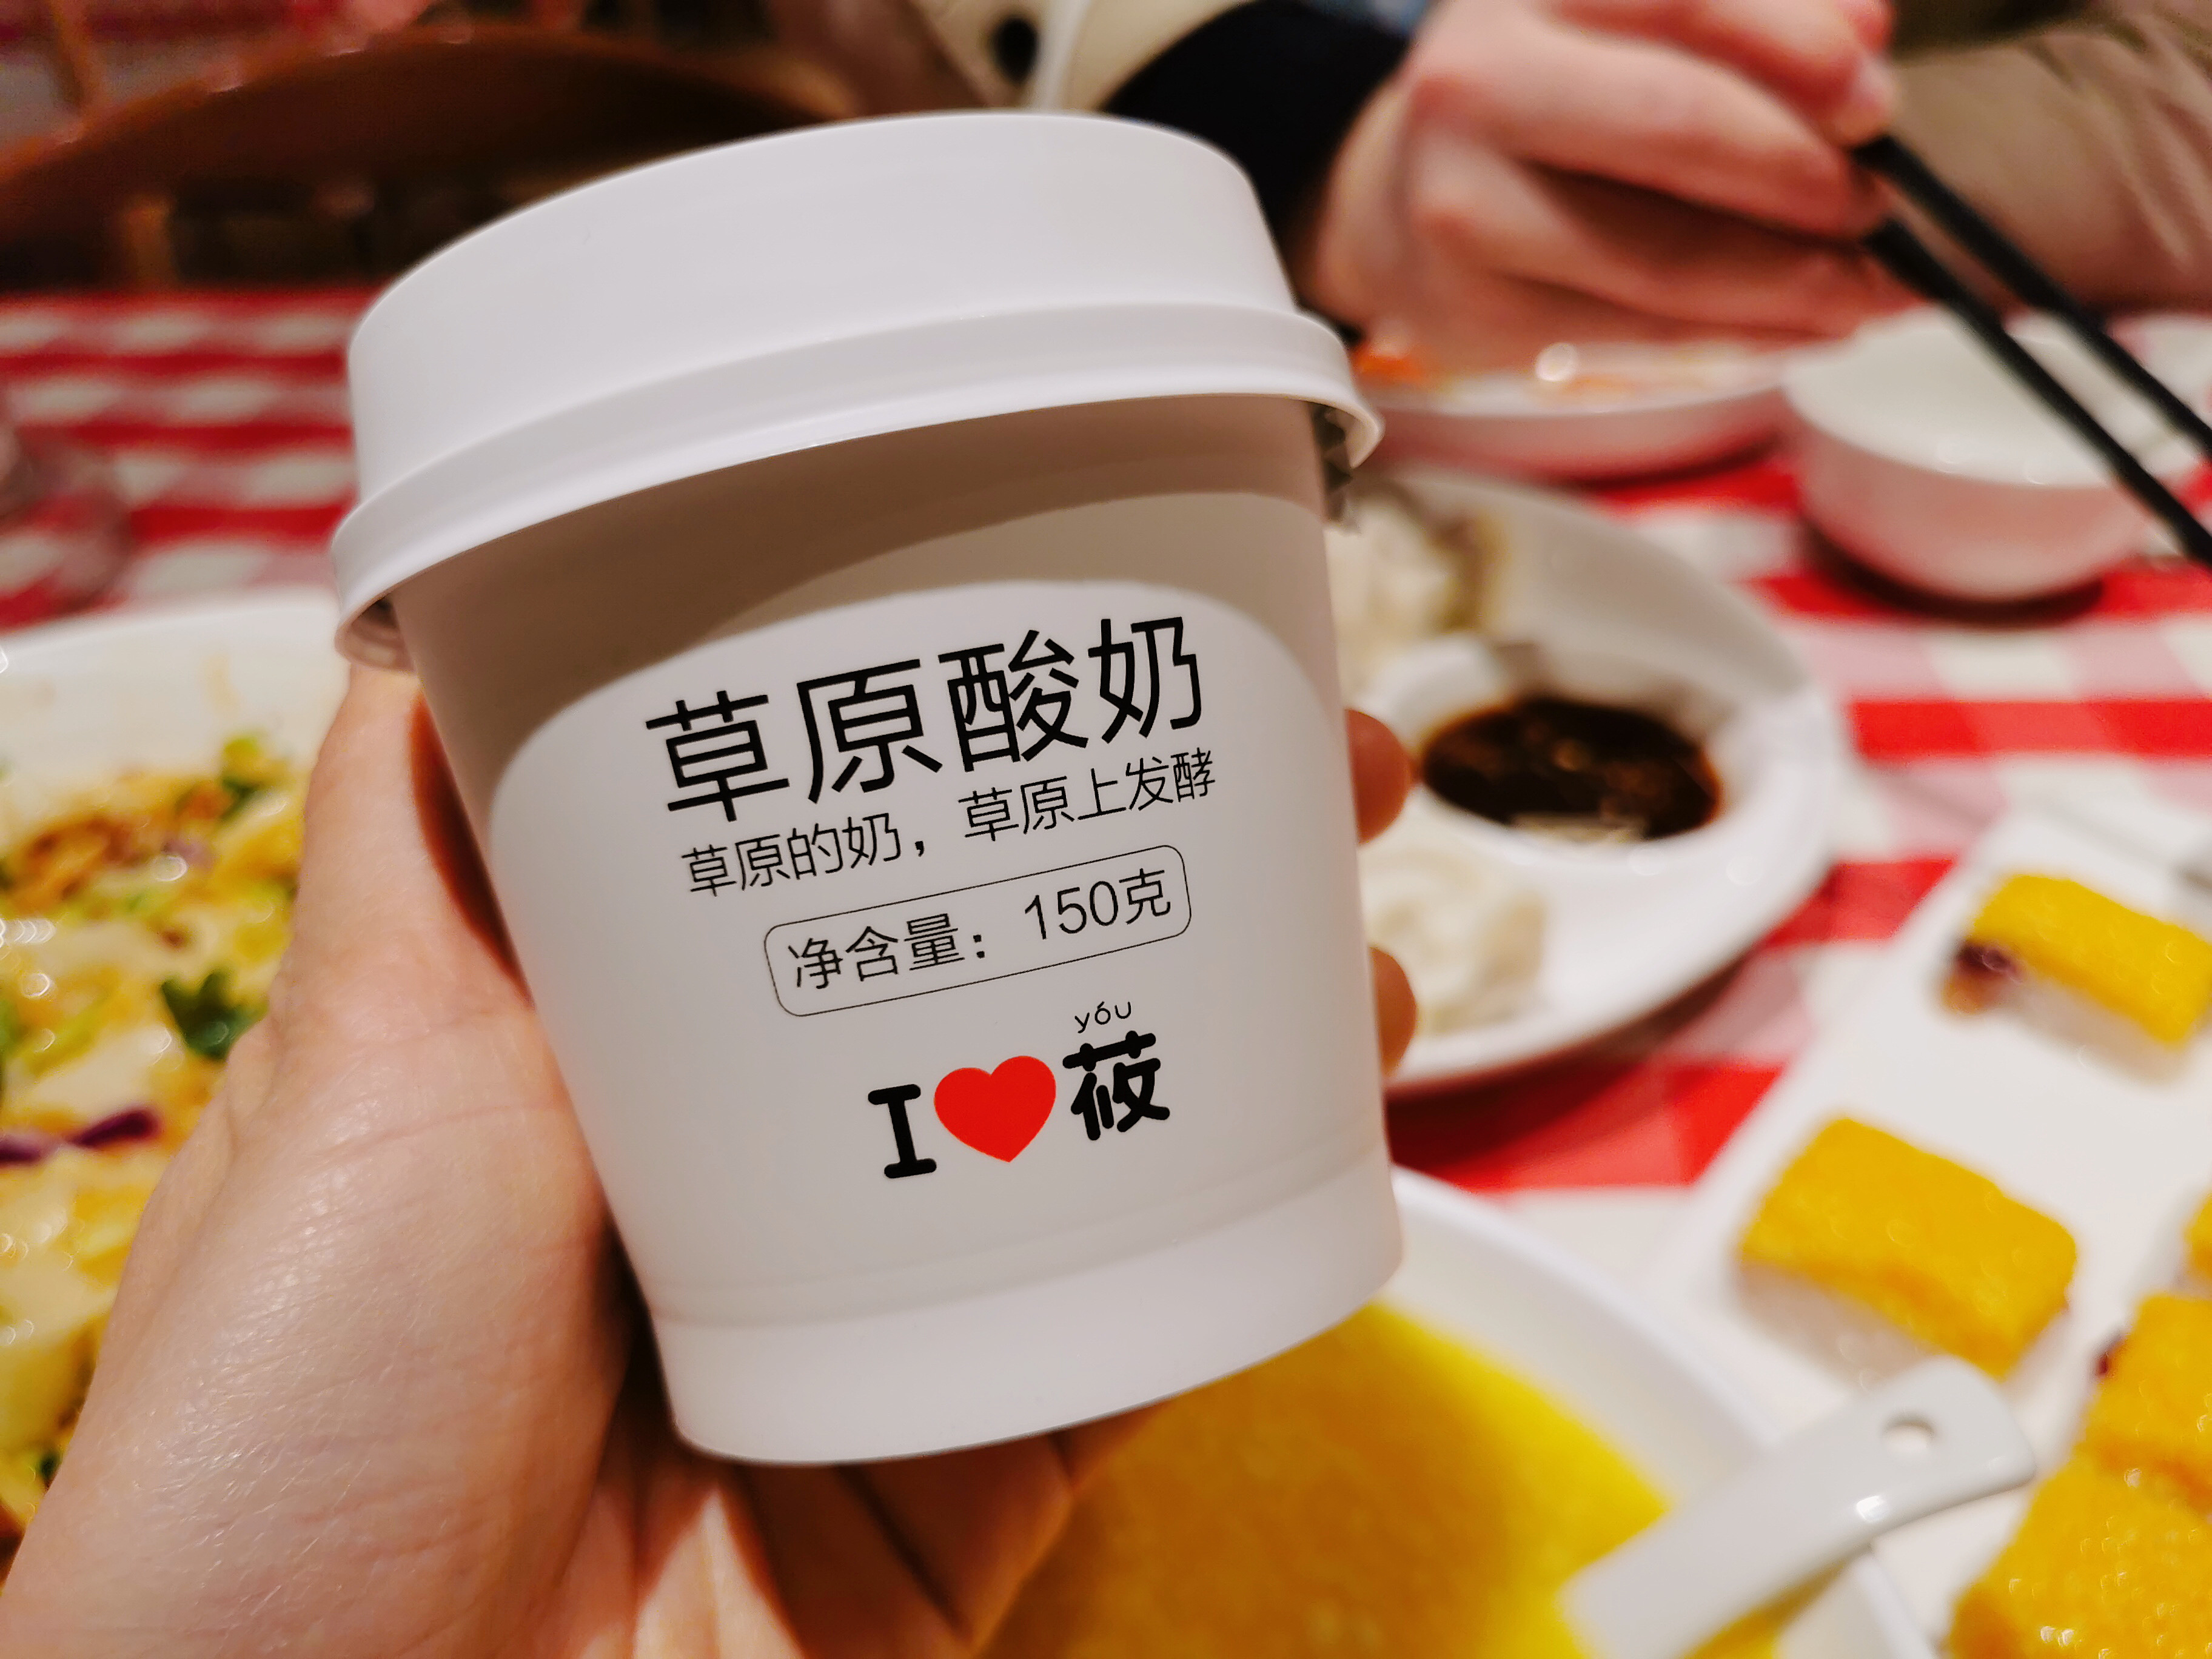 草原酸奶
草原的奶，草原上发酵
净含量：150克
yóu
I❤莜